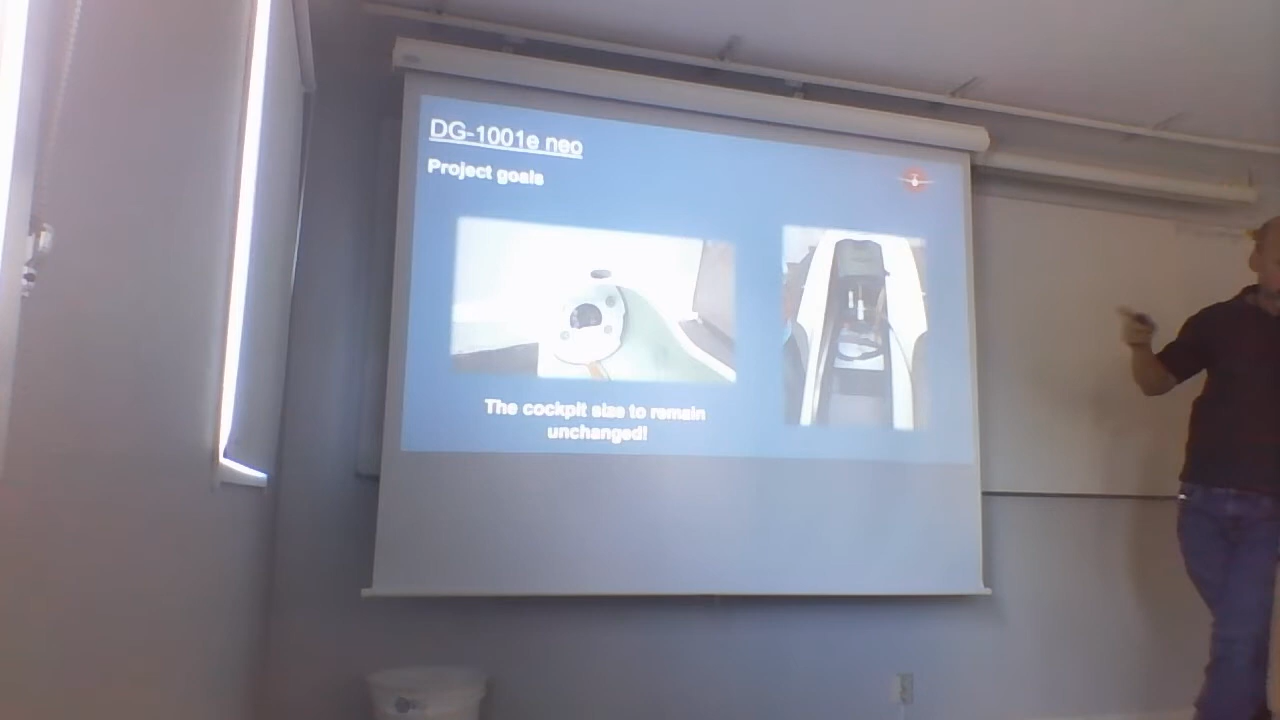 DG-1001e neo
Project goals
The cockpit size to remain
unchanged!